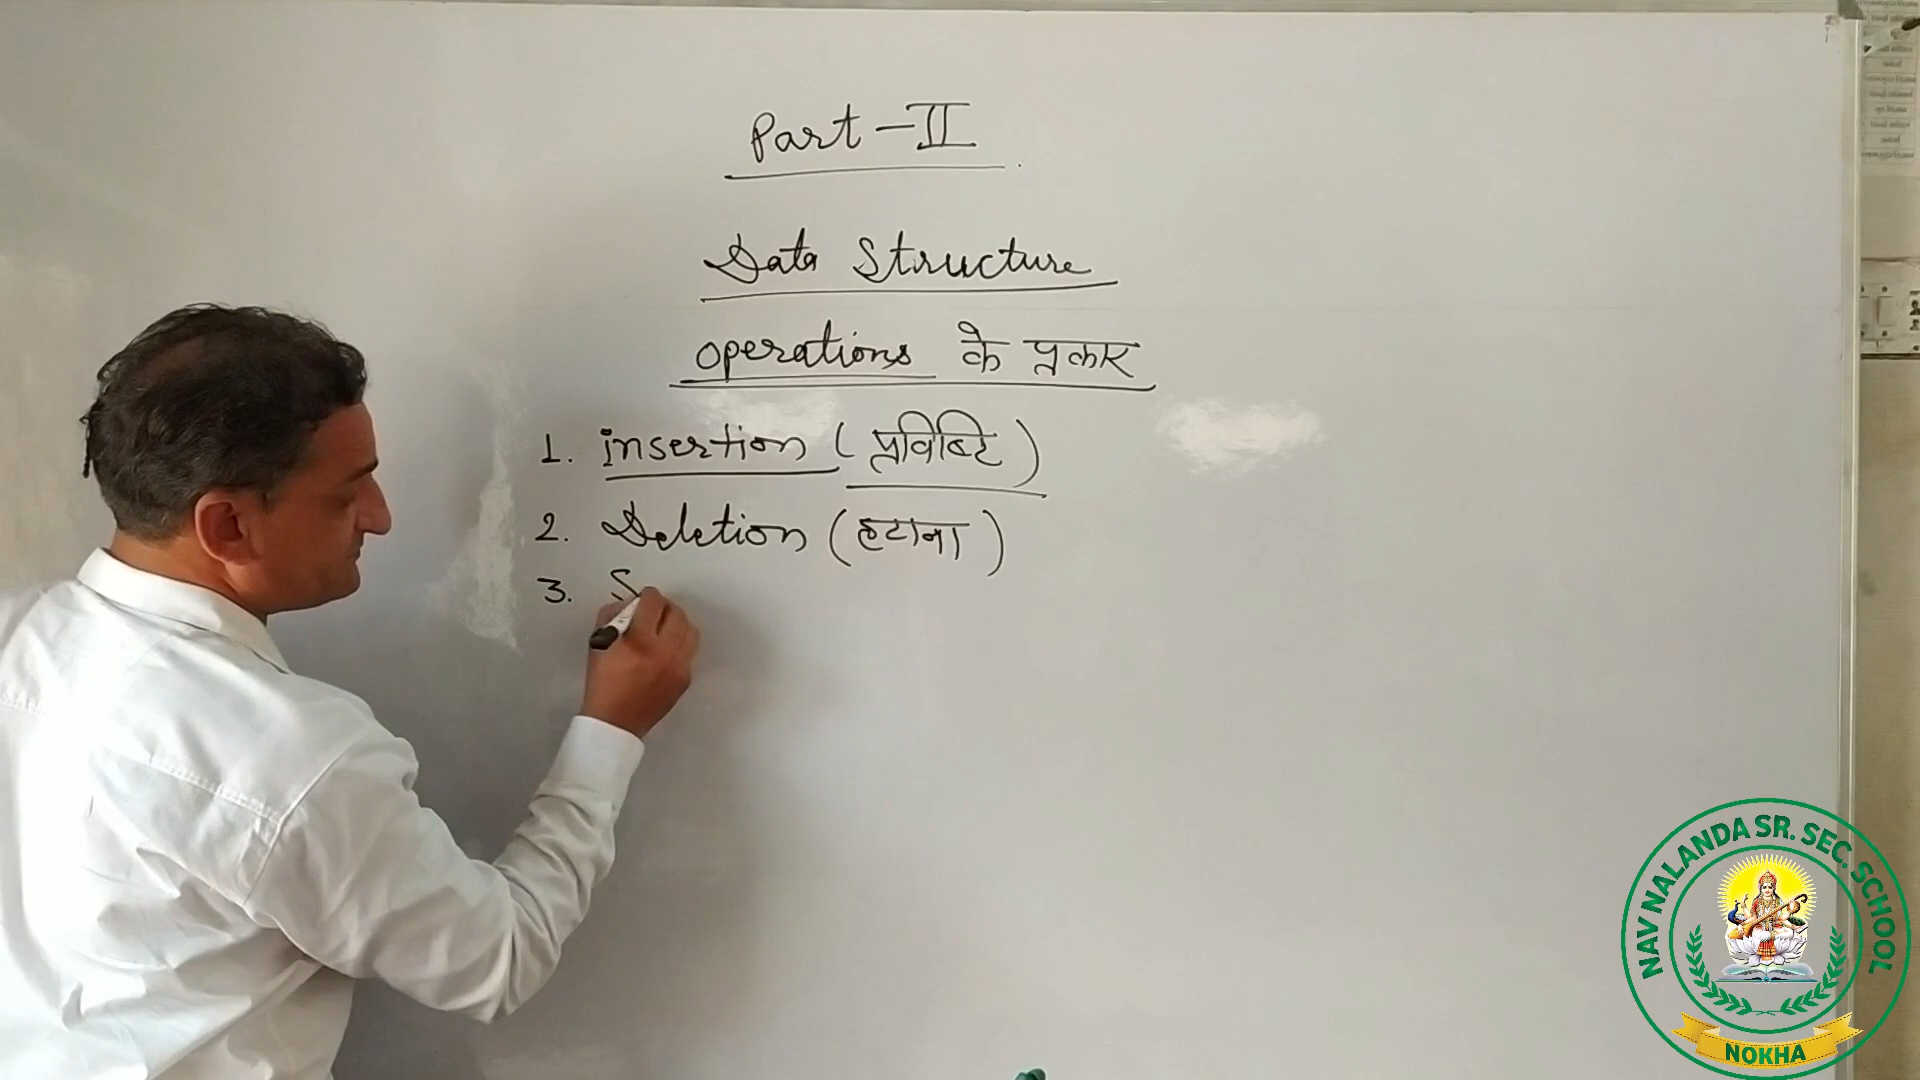 Part-II
Data Structure
operations के प्रकार
1. insertion (प्रविष्टि)
2. Deletion (हटाना)
3. S
NAV NALANDA SR. SEC. SCHOOL
NOKHA